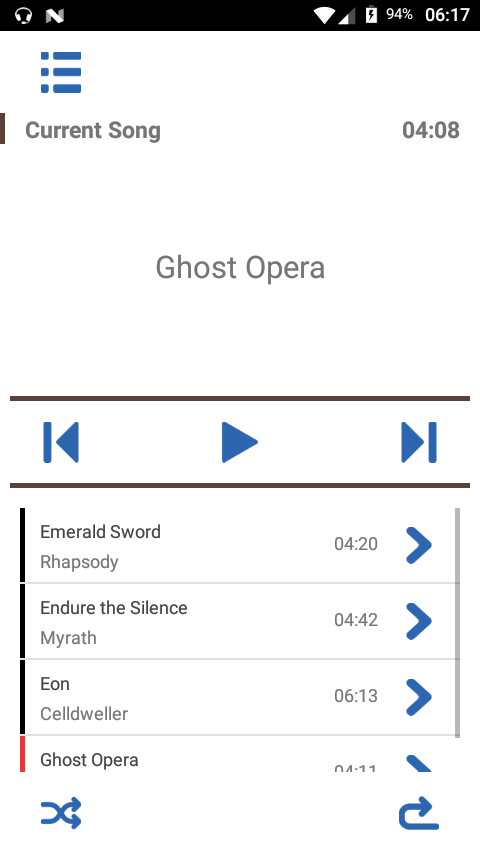 94% 06:17
Current Song 04:08
Ghost Opera
Emerald Sword
04:20
Rhapsody
Endure the Silence
04:42
Myrath
Eon
06:13
Celldweller
Ghost Opera
04:11